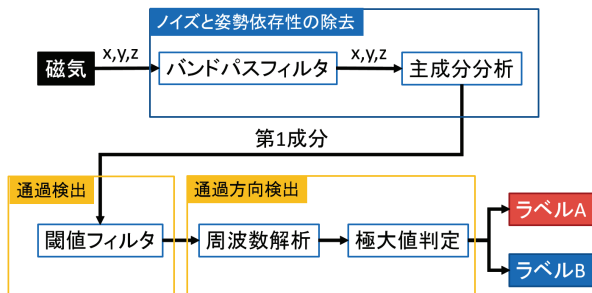 ノイズと姿勢依存性の除去
磁気
x,y,z
バンドパスフィルタ
x,y,z
主成分分析
第1成分
通過検出
通過方向検出
閾値フィルタ
周波数解析
極大値判定
ラベルA
ラベルB